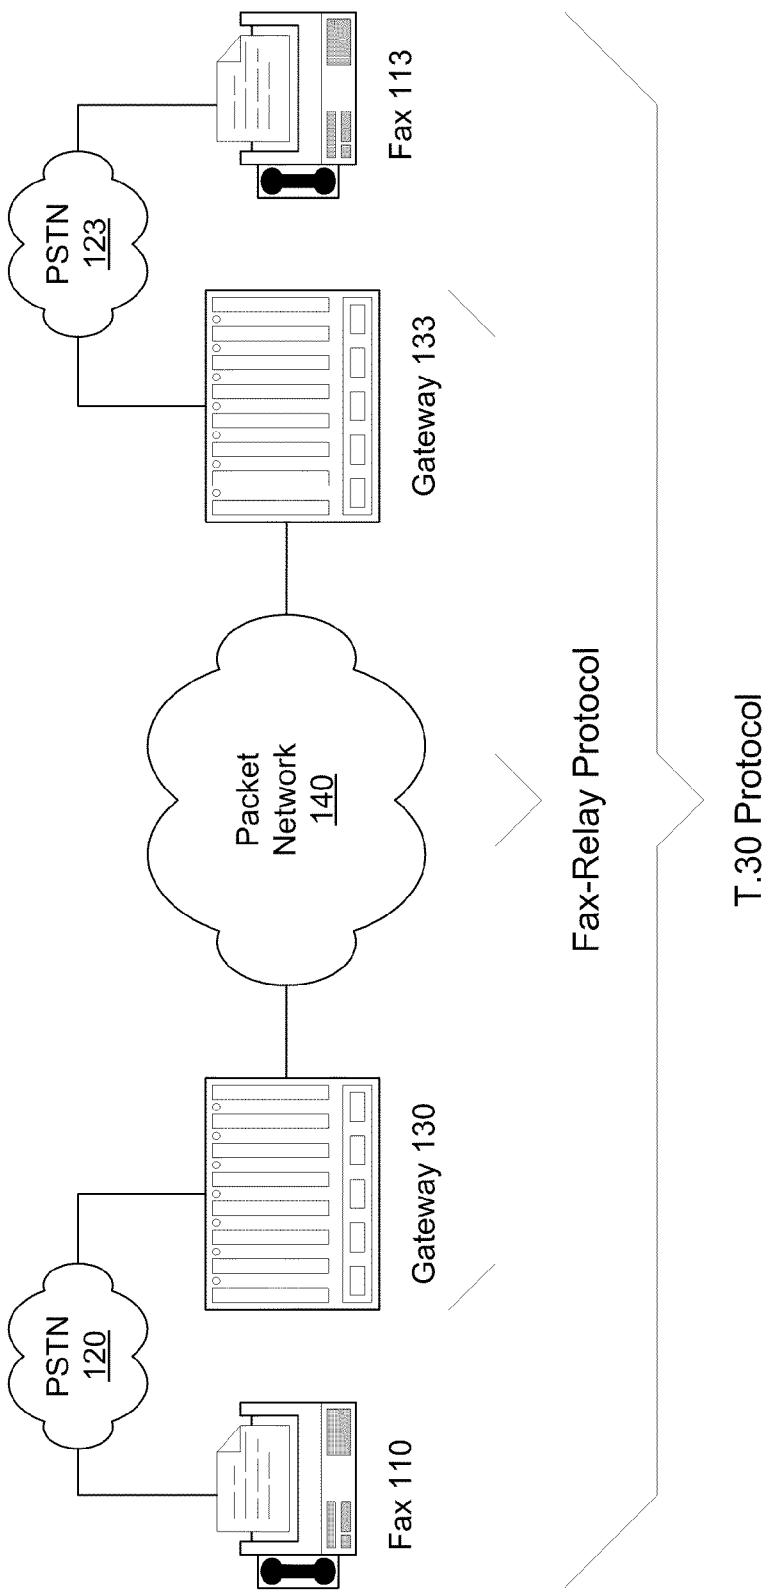 PSTN
120
PSTN
123
Packet
Network
140
Fax 110
Gateway 130
Gateway 133
Fax 113
Fax-Relay Protocol
T.30 Protocol